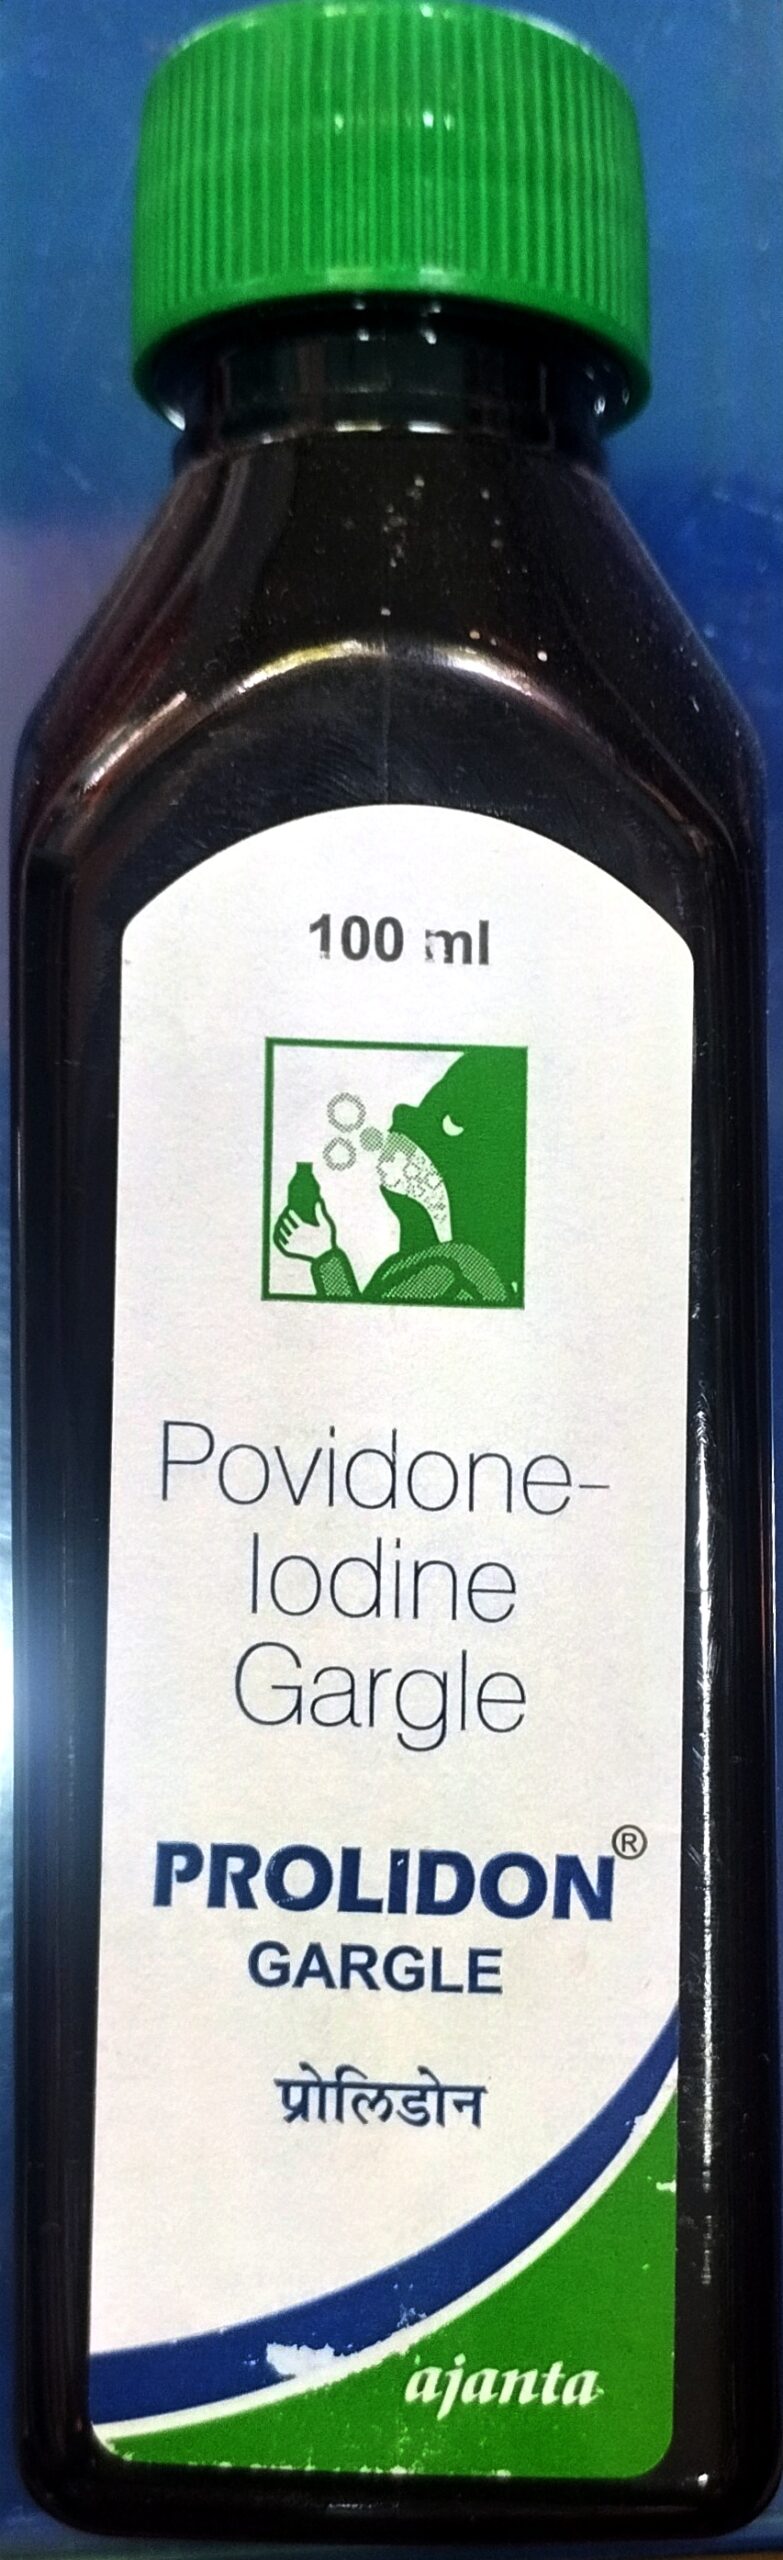 100 ml
Povidone-
Iodine
Gargle
PROLIDON®
GARGLE
प्रोलिडोन
ajanta